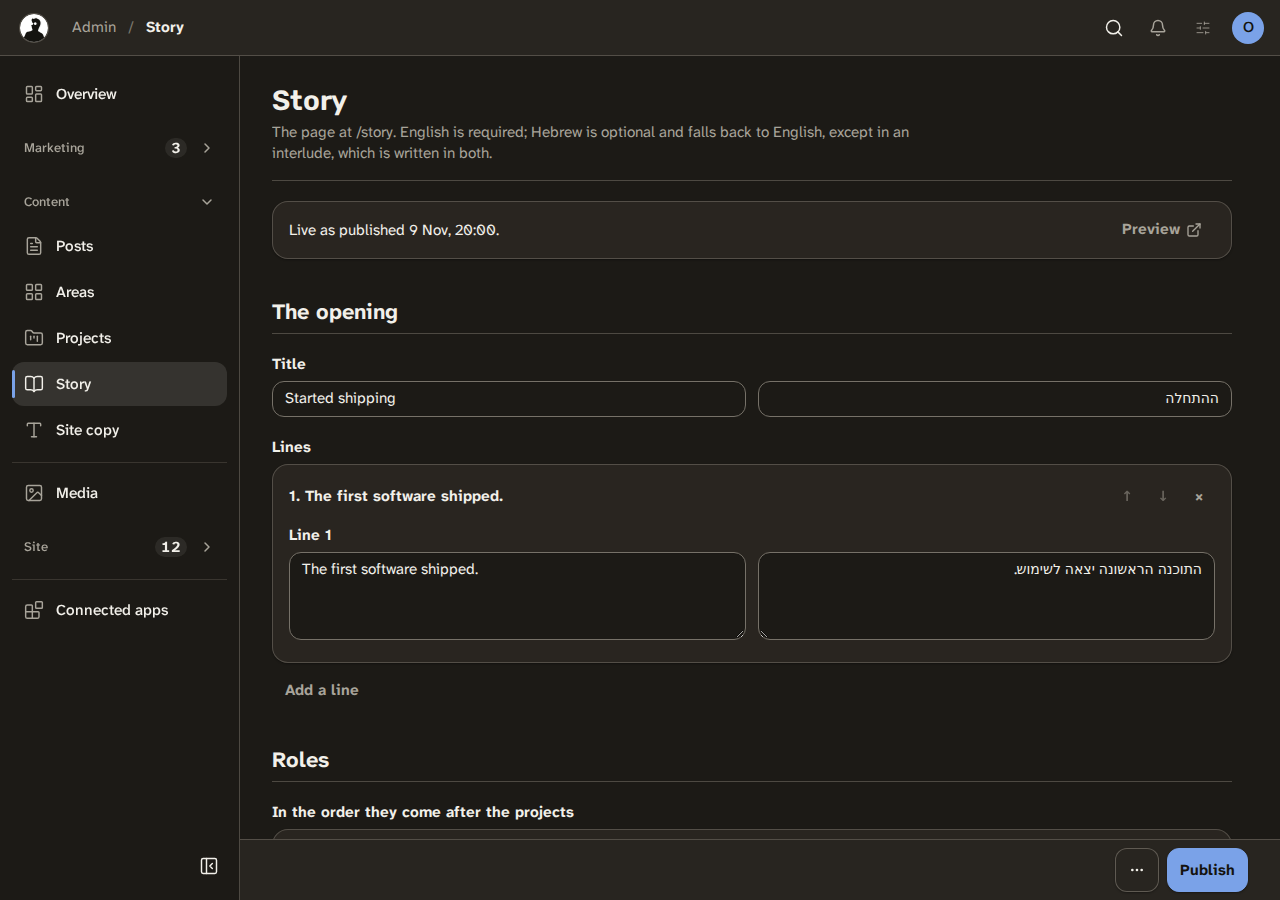 Admin / Story
O
Overview
Marketing 3
Content
Posts
Areas
Projects
Story
Site copy
Media
Site 12
Connected apps
Story
The page at /story. English is required; Hebrew is optional and falls back to English, except in an
interlude, which is written in both.
Live as published 9 Nov, 20:00.
Preview
The opening
Title
Started shipping
ההתחלה
Lines
1. The first software shipped.
Line 1
The first software shipped.
התוכנה הראשונה יצאה לשימוש.
Add a line
Roles
In the order they come after the projects
Publish